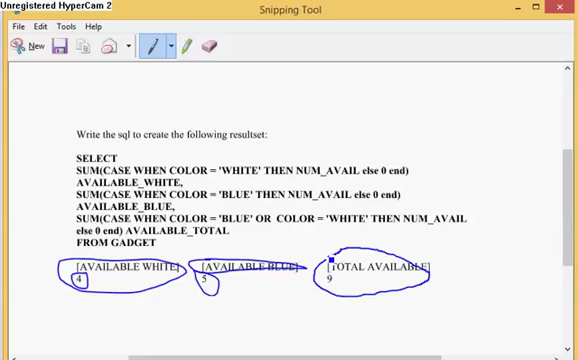 Unregistered HyperCam 2
Snipping Tool
File Edit Tools Help
New
Write the sql to create the following resultset:
SELECT
SUM(CASE WHEN COLOR = 'WHITE' THEN NUM_AVAIL else 0 end)
AVAILABLE_WHITE,
SUM(CASE WHEN COLOR = 'BLUE' THEN NUM_AVAIL else 0 end)
AVAILABLE_BLUE,
SUM(CASE WHEN COLOR = 'BLUE' OR COLOR = 'WHITE' THEN NUM_AVAIL
else 0 end) AVAILABLE_TOTAL
FROM GADGET
[AVAILABLE WHITE] [AVAILABLE BLUE] [TOTAL AVAILABLE]
4 5 9